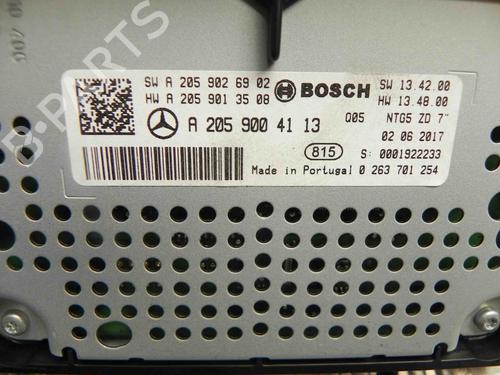 SW A 205 902 69 02 BOSCH SW 13.42.00
HW A 205 901 35 08 HW 13.48.00
A 205 900 41 13 Q05 NTG5 ZD 7"
02 06 2017
815 S: 0001922233
Made in Portugal 0 263 701 254
B-PARTS